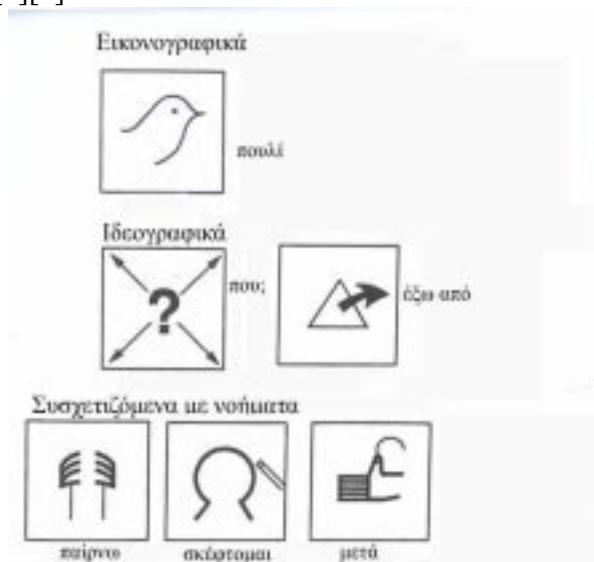 Εικονογραφικά
πουλί
Ιδεογραφικά
που;
έξω από
Συσχετιζόμενα με νοήματα
παίρνω σκέφτομαι μετά